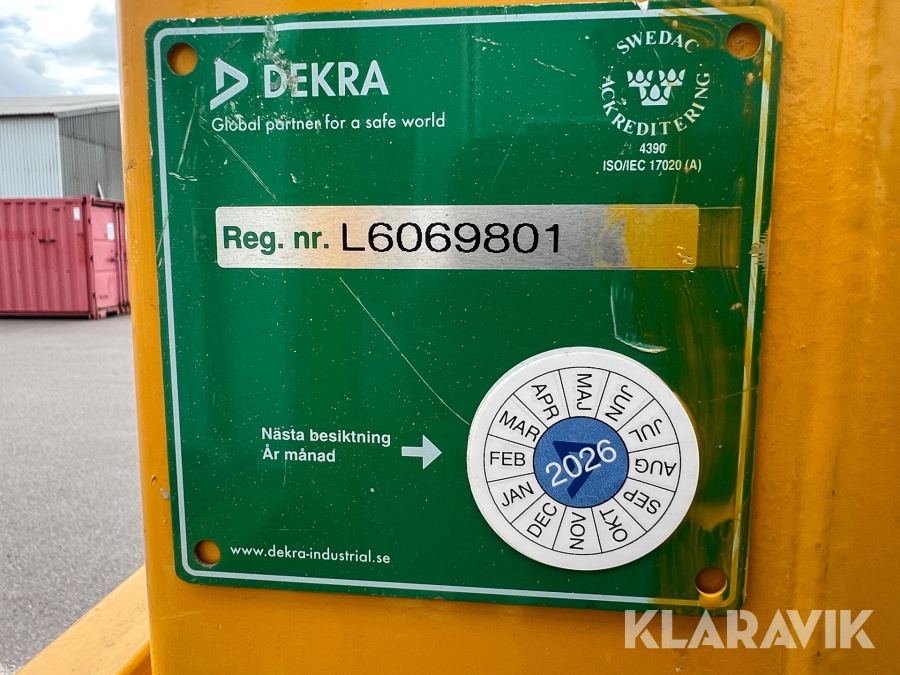 DEKRA
Global partner for a safe world
SWEDAC
ACKREDITERING
4390
ISO/IEC 17020 (A)
Reg. nr. L6069801
Nästa besiktning
År månad
JAN
FEB
MAR
APR
MAJ
JUN
JUL
AUG
SEP
OKT
NOV
DEC
2026
www.dekra-industrial.se
KLARAVIK